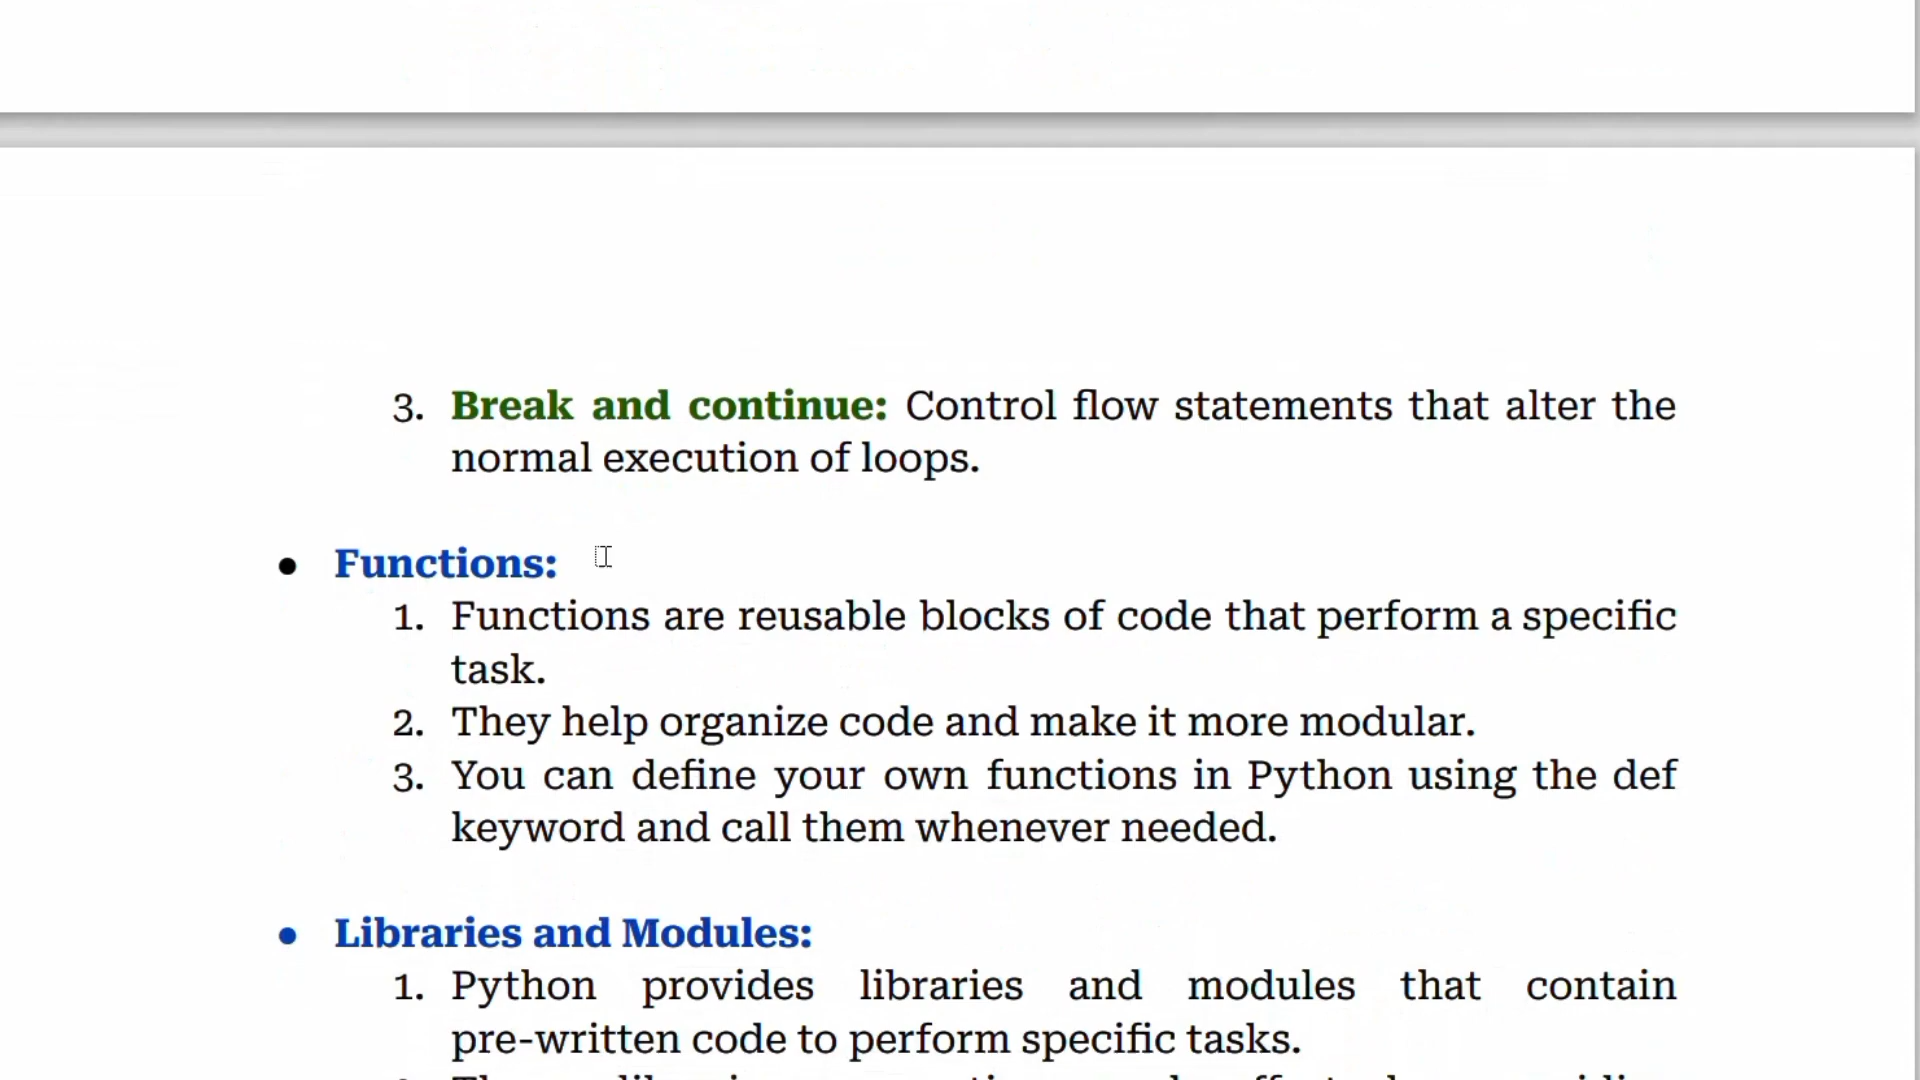 3. Break and continue: Control flow statements that alter the
normal execution of loops.
● Functions:
1. Functions are reusable blocks of code that perform a specific
task.
2. They help organize code and make it more modular.
3. You can define your own functions in Python using the def
keyword and call them whenever needed.
● Libraries and Modules:
1. Python provides libraries and modules that contain
pre-written code to perform specific tasks.